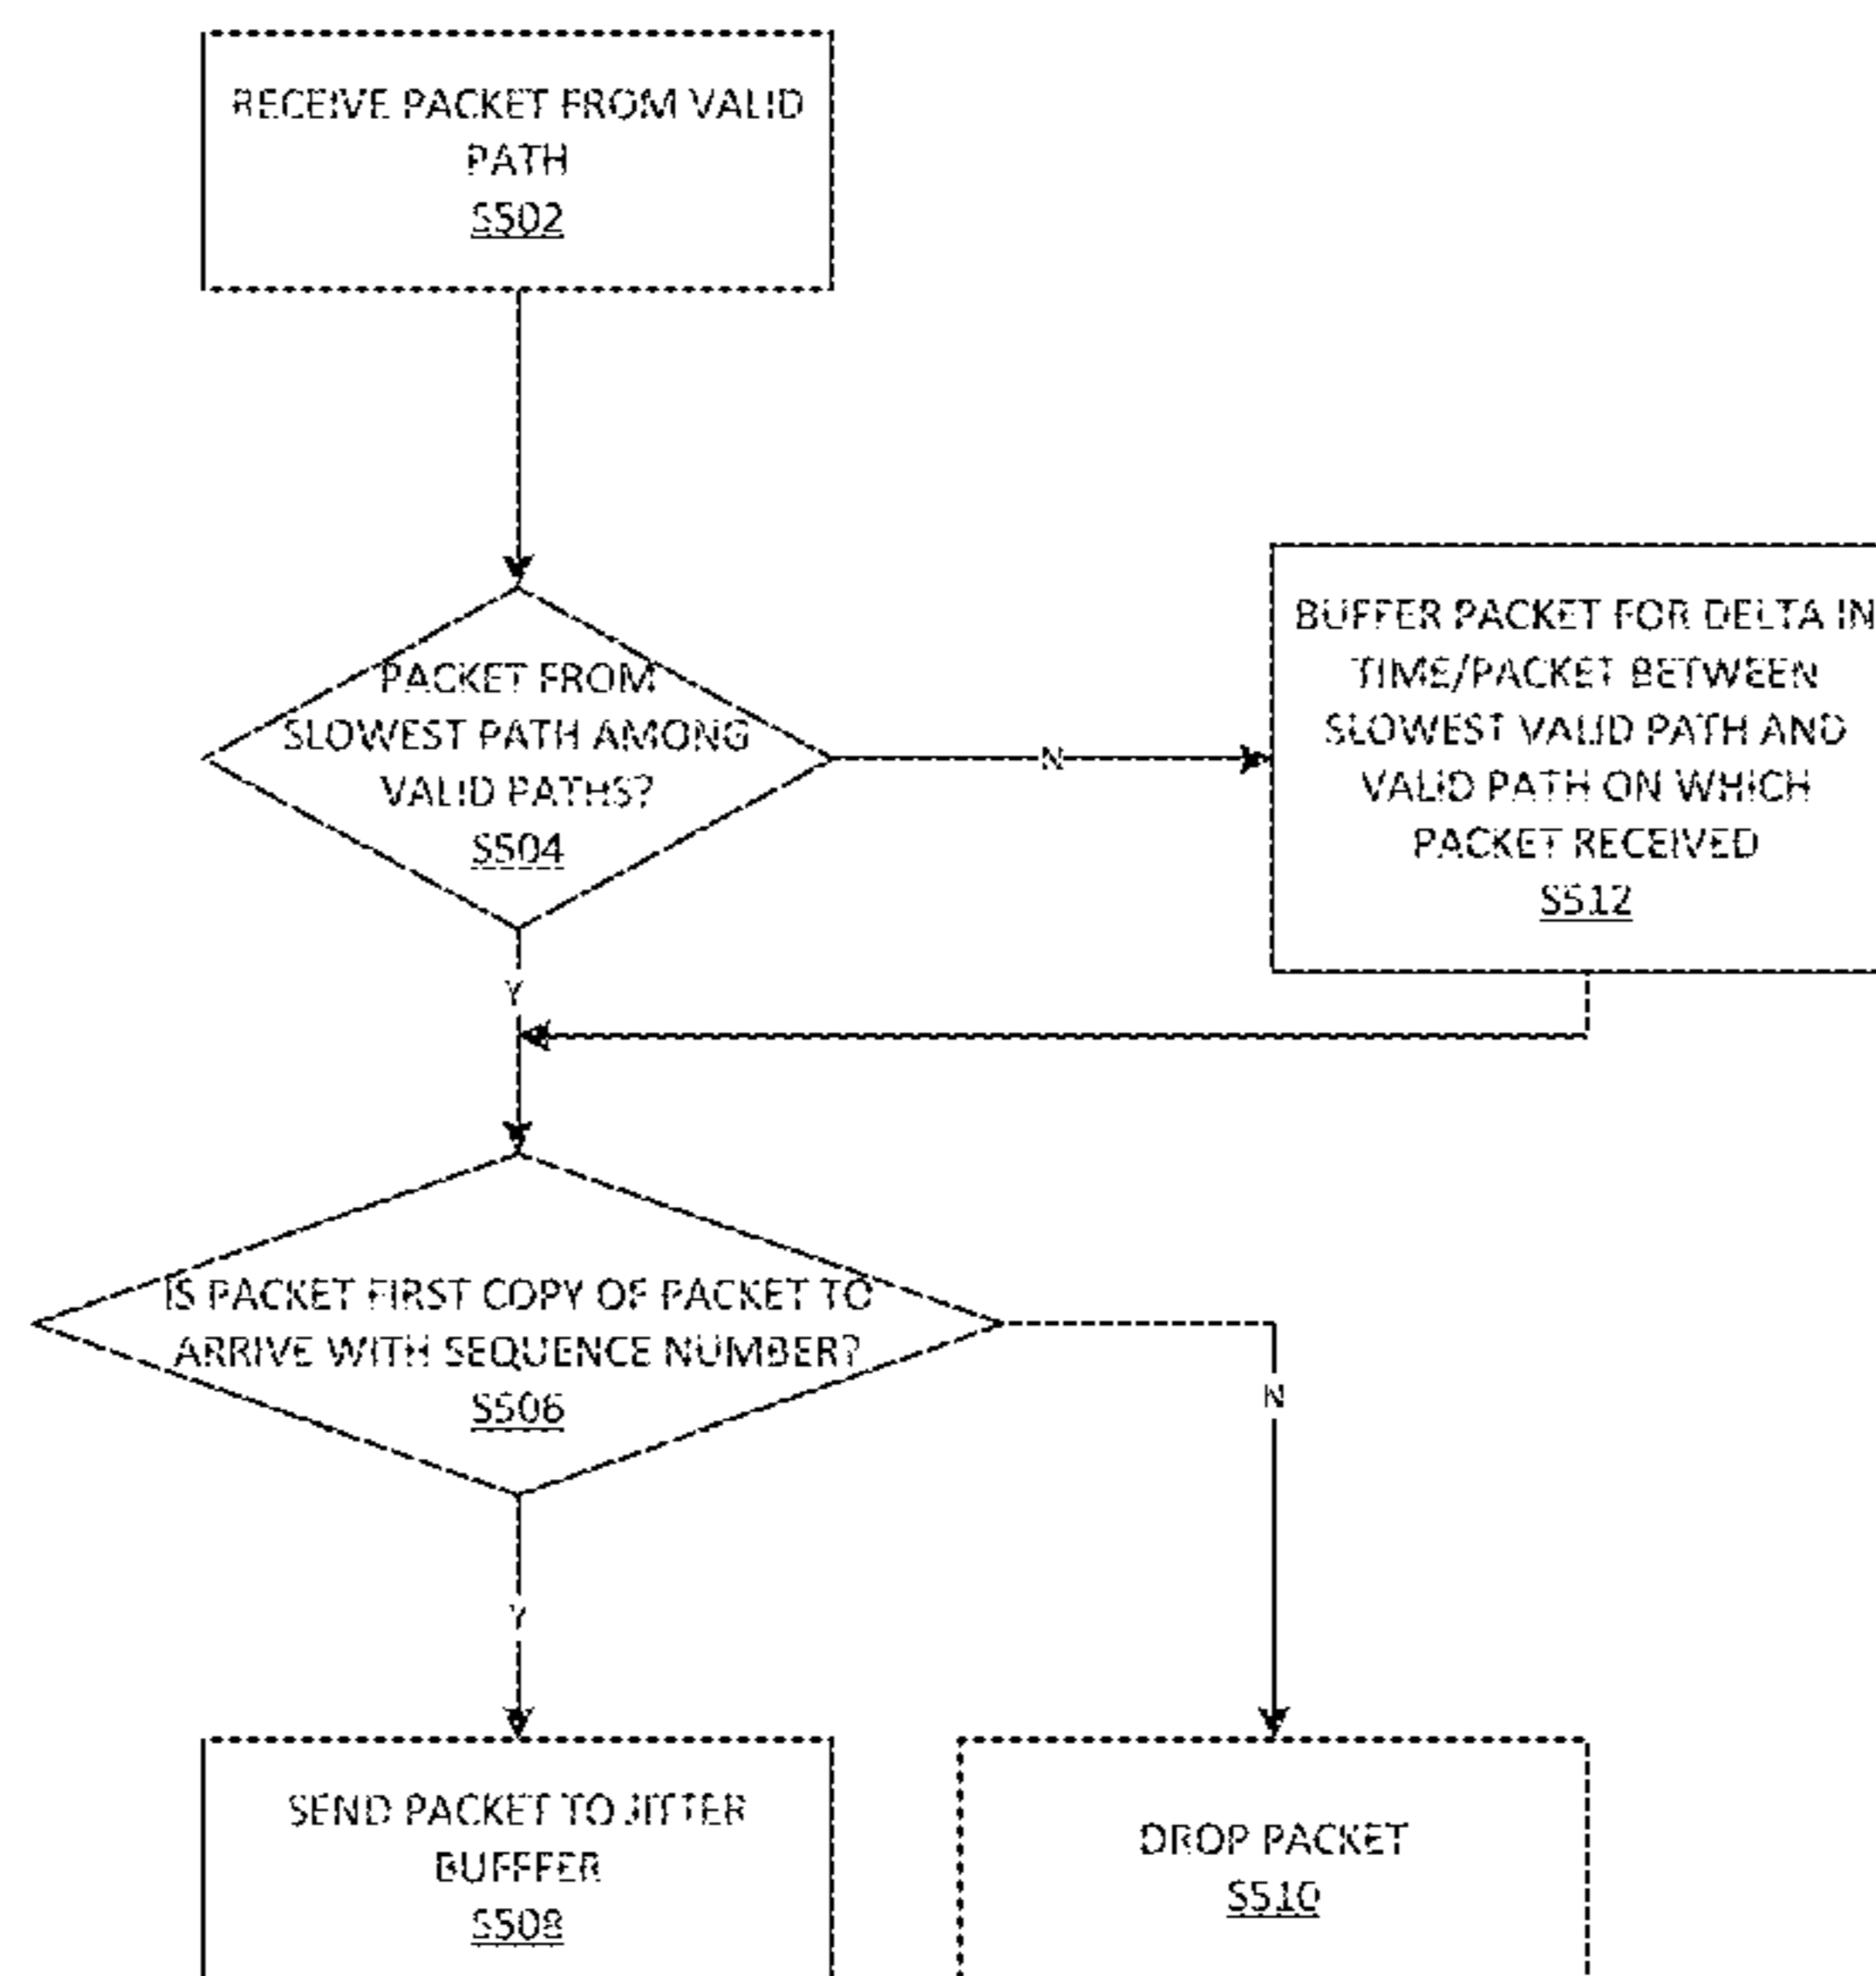 RECEIVE PACKET FROM VALID
PATH
S502
PACKET FROM
SLOWEST PATH AMONG
VALID PATHS?
S504
N
BUFFER PACKET FOR DELTA IN
TIME/PACKET BETWEEN
SLOWEST VALID PATH AND
VALID PATH ON WHICH
PACKET RECEIVED
S512
Y
IS PACKET FIRST COPY OF PACKET TO
ARRIVE WITH SEQUENCE NUMBER?
S506
N
Y
SEND PACKET TO JITTER
BUFFFER
S508
DROP PACKET
S510